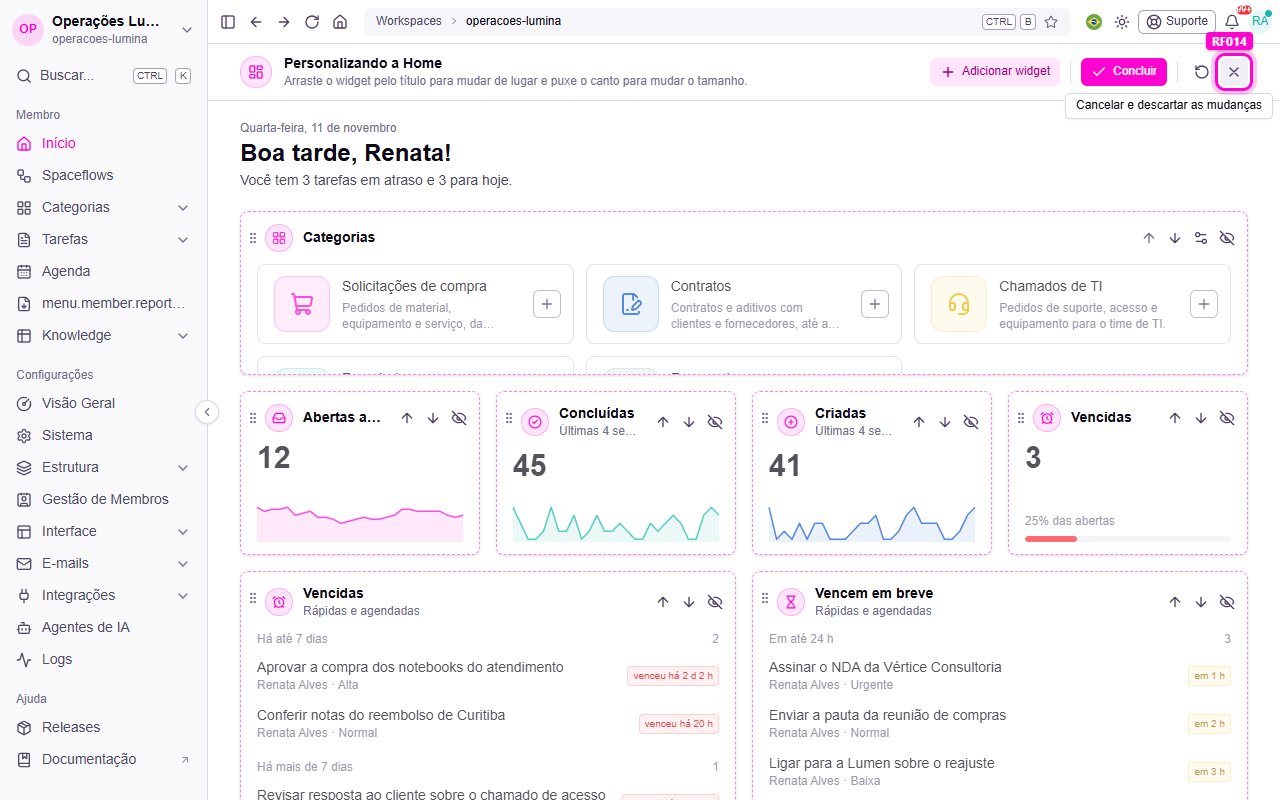 OP
Operações Lu...
operacoes-lumina
Buscar...
CTRL
K
Membro
Início
Spaceflows
Categorias
Tarefas
Agenda
menu.member.report...
Knowledge
Configurações
Visão Geral
Sistema
Estrutura
Gestão de Membros
Interface
E-mails
Integrações
Agentes de IA
Logs
Ajuda
Releases
Documentação
Workspaces
operacoes-lumina
CTRL
B
Suporte
99+
RA
RF014
Personalizando a Home
Arraste o widget pelo título para mudar de lugar e puxe o canto para mudar o tamanho.
Adicionar widget
Concluir
Cancelar e descartar as mudanças
Quarta-feira, 11 de novembro
Boa tarde, Renata!
Você tem 3 tarefas em atraso e 3 para hoje.
Categorias
Solicitações de compra
Pedidos de material,
equipamento e serviço, da...
Contratos
Contratos e aditivos com
clientes e fornecedores, até a...
Chamados de TI
Pedidos de suporte, acesso e
equipamento para o time de TI.
Abertas a...
12
Concluídas
Últimas 4 se...
45
Criadas
Últimas 4 se...
41
Vencidas
3
25% das abertas
Vencidas
Rápidas e agendadas
Há até 7 dias
2
Aprovar a compra dos notebooks do atendimento
Renata Alves · Alta
venceu há 2 d 2 h
Conferir notas do reembolso de Curitiba
Renata Alves · Normal
venceu há 20 h
Há mais de 7 dias
1
Revisar resposta ao cliente sobre o chamado de acesso
Vencem em breve
Rápidas e agendadas
Em até 24 h
3
Assinar o NDA da Vértice Consultoria
Renata Alves · Urgente
em 1 h
Enviar a pauta da reunião de compras
Renata Alves · Normal
em 2 h
Ligar para a Lumen sobre o reajuste
Renata Alves · Baixa
em 3 h